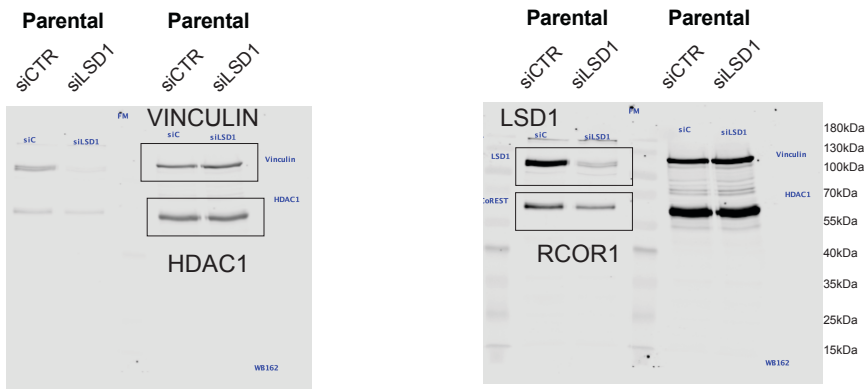 Parental Parental
siCTR siLSD1 siCTR siLSD1
VINCULIN
PM
siC siLSD1 siC siLSD1
Vinculin
HDAC1
HDAC1
WB162
Parental Parental
siCTR siLSD1 siCTR siLSD1
LSD1
PM
siC siLSD1 siC siLSD1
LSD1 Vinculin
CoREST HDAC1
RCOR1
WB162
180kDa
130kDa
100kDa
70kDa
55kDa
40kDa
35kDa
25kDa
15kDa